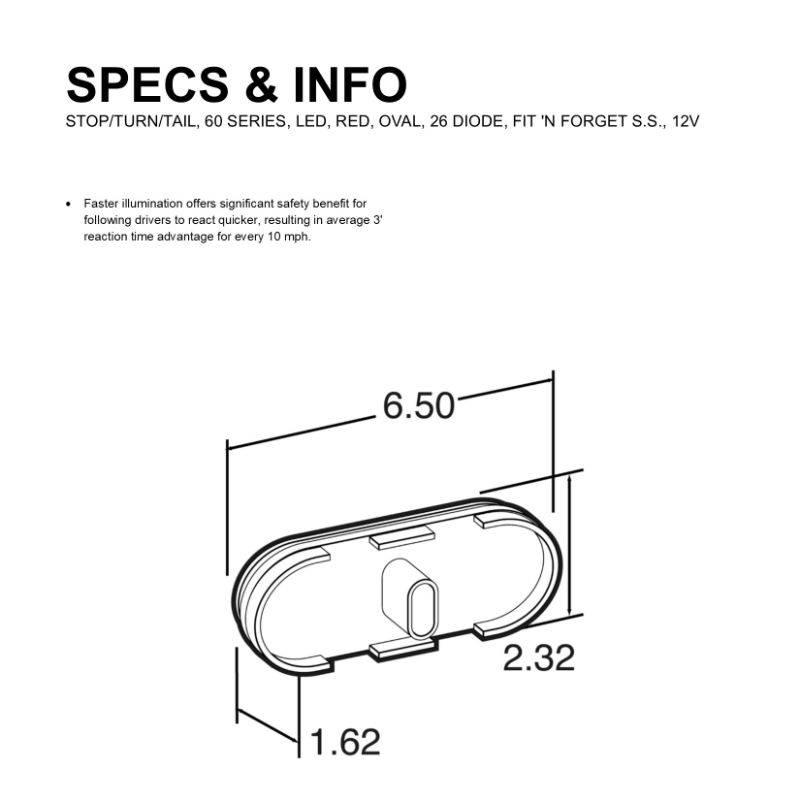 SPECS & INFO
STOP/TURN/TAIL, 60 SERIES, LED, RED, OVAL, 26 DIODE, FIT 'N FORGET S.S., 12V
• Faster illumination offers significant safety benefit for
following drivers to react quicker, resulting in average 3'
reaction time advantage for every 10 mph.
6.50
2.32
1.62